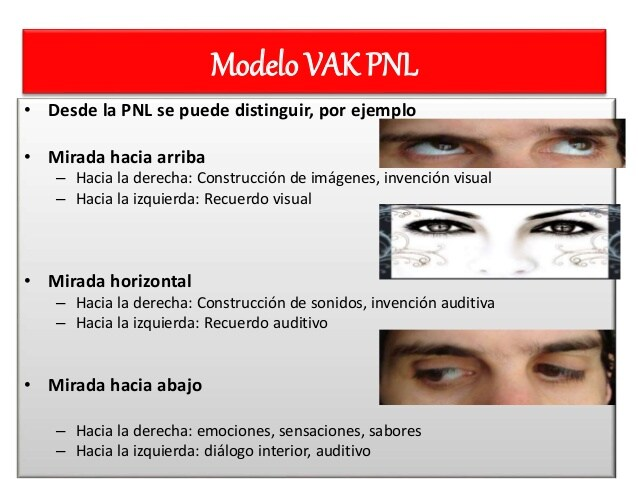 Modelo VAK PNL
• Desde la PNL se puede distinguir, por ejemplo
• Mirada hacia arriba
– Hacia la derecha: Construcción de imágenes, invención visual
– Hacia la izquierda: Recuerdo visual
• Mirada horizontal
– Hacia la derecha: Construcción de sonidos, invención auditiva
– Hacia la izquierda: Recuerdo auditivo
• Mirada hacia abajo
– Hacia la derecha: emociones, sensaciones, sabores
– Hacia la izquierda: diálogo interior, auditivo